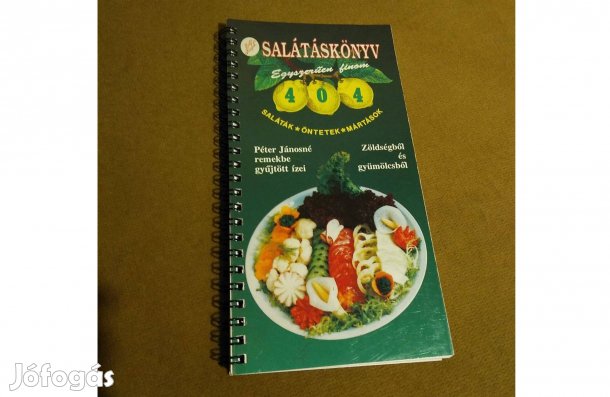 SALÁTÁSKÖNYV
Egyszerűen finom
404
SALÁTÁK ★ ÖNTETEK ★ MÁRTÁSOK
Péter Jánosné
remekbe
gyűjtött ízei
Zöldségből
és
gyümölcsből
Jófogás